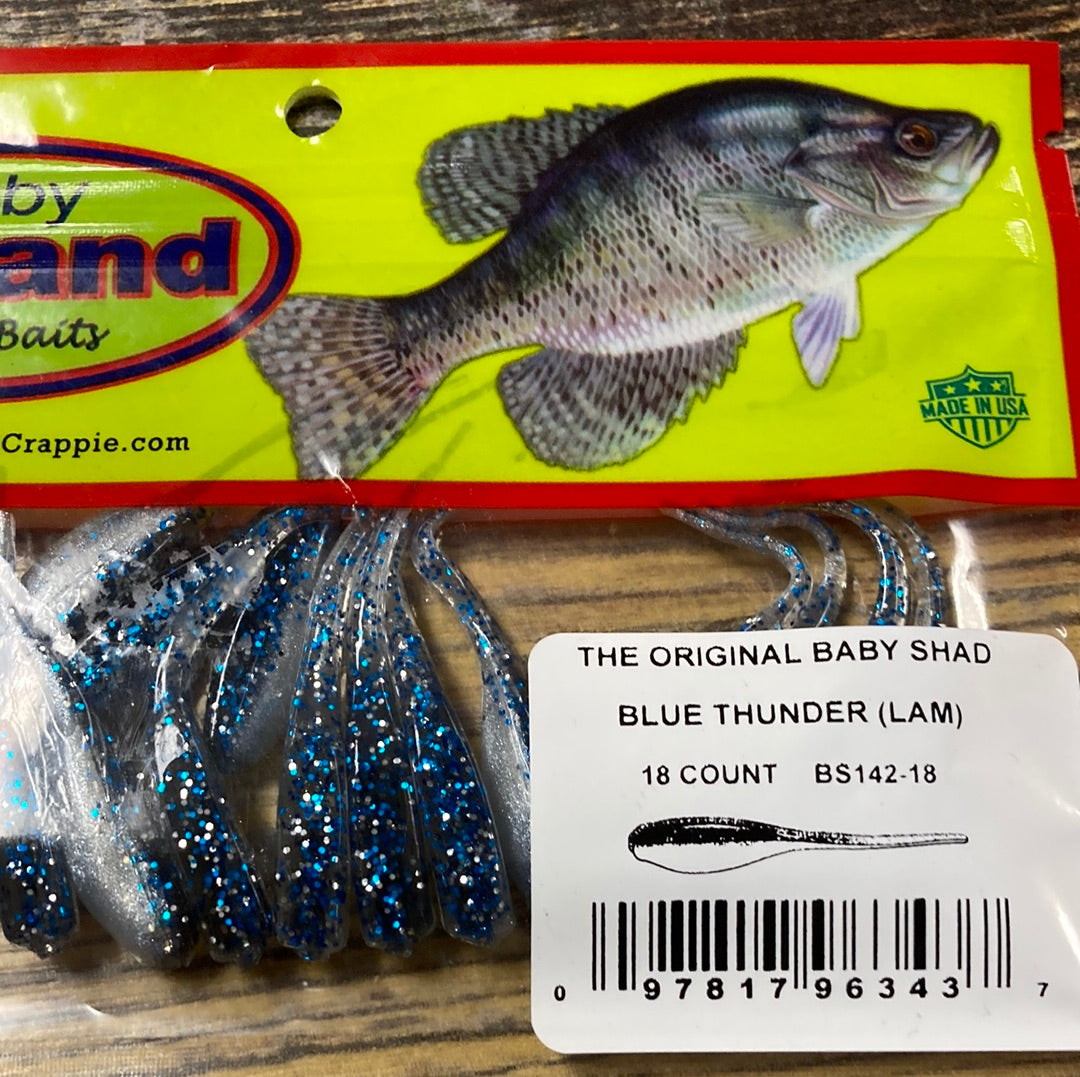 by
and
Baits
Crappie.com
MADE IN USA
THE ORIGINAL BABY SHAD
BLUE THUNDER (LAM)
18 COUNT BS142-18
0 97817 96343 7